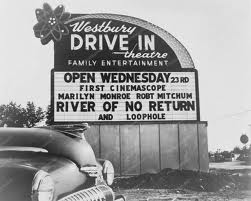 Westbury
DRIVE IN
theatre
FAMILY ENTERTAINMENT
OPEN WEDNESDAY 23RD
FIRST CINEMASCOPE
MARILYN MONROE ROBT MITCHUM
RIVER OF NO RETURN
AND LOOPHOLE